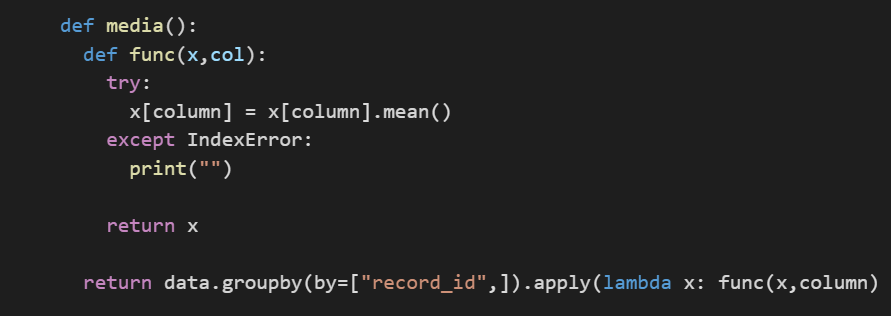 def media():
def func(x,col):
try:
x[column] = x[column].mean()
except IndexError:
print("")
return x
return data.groupby(by=["record_id",]).apply(lambda x: func(x,column)